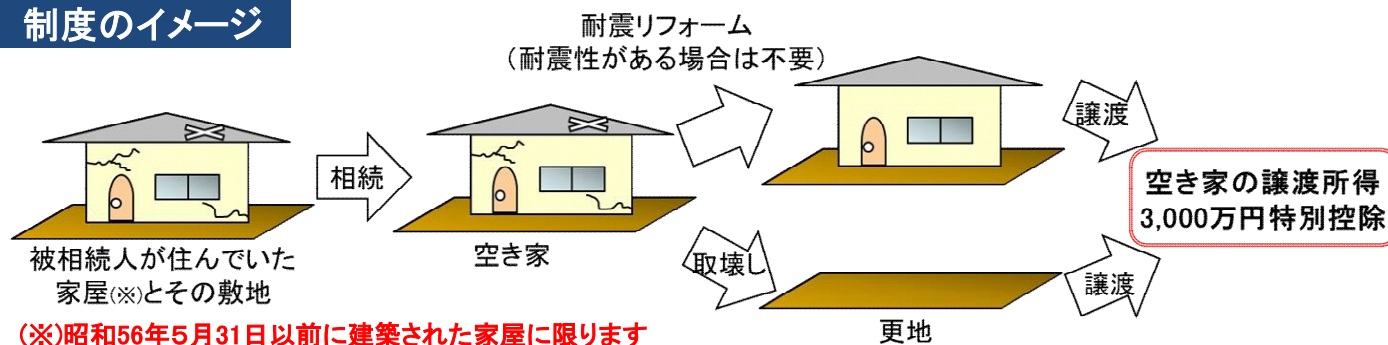 制度のイメージ
耐震リフォーム
(耐震性がある場合は不要)
相続
譲渡
空き家の譲渡所得
3,000万円特別控除
被相続人が住んでいた
家屋(※)とその敷地
空き家
取壊し
譲渡
更地
(※)昭和56年5月31日以前に建築された家屋に限ります